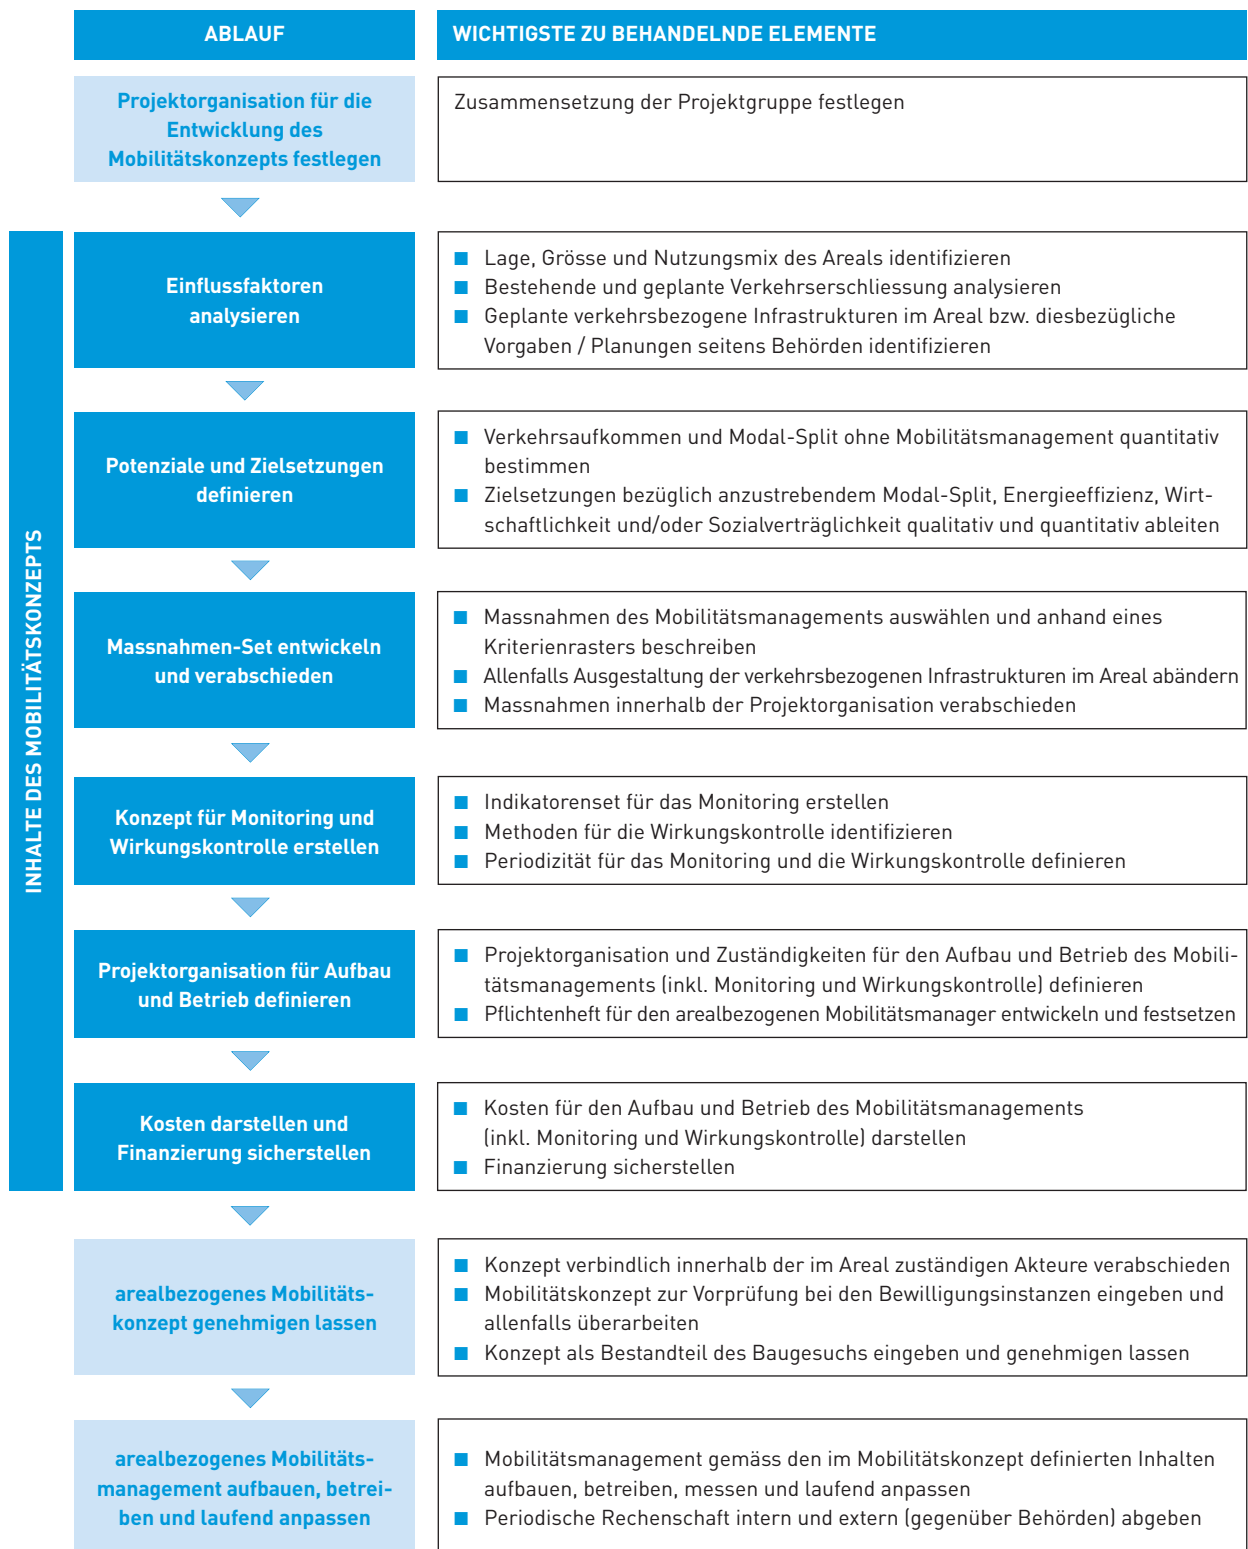 ABLAUF
WICHTIGSTE ZU BEHANDELNDE ELEMENTE
Projektorganisation für die
Entwicklung des
Mobilitätskonzepts festlegen
Zusammensetzung der Projektgruppe festlegen
INHALTE DES MOBILITÄTSKONZEPTS
Einflussfaktoren
analysieren
■ Lage, Grösse und Nutzungsmix des Areals identifizieren
■ Bestehende und geplante Verkehrserschliessung analysieren
■ Geplante verkehrsbezogene Infrastrukturen im Areal bzw. diesbezügliche
Vorgaben / Planungen seitens Behörden identifizieren
Potenziale und Zielsetzungen
definieren
■ Verkehrsaufkommen und Modal-Split ohne Mobilitätsmanagement quantitativ
bestimmen
■ Zielsetzungen bezüglich anzustrebendem Modal-Split, Energieeffizienz, Wirt-
schaftlichkeit und/oder Sozialverträglichkeit qualitativ und quantitativ ableiten
Massnahmen-Set entwickeln
und verabschieden
■ Massnahmen des Mobilitätsmanagements auswählen und anhand eines
Kriterienrasters beschreiben
■ Allenfalls Ausgestaltung der verkehrsbezogenen Infrastrukturen im Areal abändern
■ Massnahmen innerhalb der Projektorganisation verabschieden
Konzept für Monitoring und
Wirkungskontrolle erstellen
■ Indikatorenset für das Monitoring erstellen
■ Methoden für die Wirkungskontrolle identifizieren
■ Periodizität für das Monitoring und die Wirkungskontrolle definieren
Projektorganisation für Aufbau
und Betrieb definieren
■ Projektorganisation und Zuständigkeiten für den Aufbau und Betrieb des Mobili-
tätsmanagements (inkl. Monitoring und Wirkungskontrolle) definieren
■ Pflichtenheft für den arealbezogenen Mobilitätsmanager entwickeln und festsetzen
Kosten darstellen und
Finanzierung sicherstellen
■ Kosten für den Aufbau und Betrieb des Mobilitätsmanagements
(inkl. Monitoring und Wirkungskontrolle) darstellen
■ Finanzierung sicherstellen
arealbezogenes Mobilitäts-
konzept genehmigen lassen
■ Konzept verbindlich innerhalb der im Areal zuständigen Akteure verabschieden
■ Mobilitätskonzept zur Vorprüfung bei den Bewilligungsinstanzen eingeben und
allenfalls überarbeiten
■ Konzept als Bestandteil des Baugesuchs eingeben und genehmigen lassen
arealbezogenes Mobilitäts-
management aufbauen, betrei-
ben und laufend anpassen
■ Mobilitätsmanagement gemäss den im Mobilitätskonzept definierten Inhalten
aufbauen, betreiben, messen und laufend anpassen
■ Periodische Rechenschaft intern und extern (gegenüber Behörden) abgeben